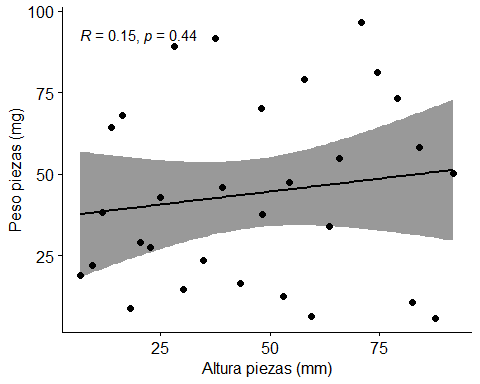 R = 0.15, p = 0.44
100
75
50
25
Peso piezas (mg)
25
50
75
Altura piezas (mm)